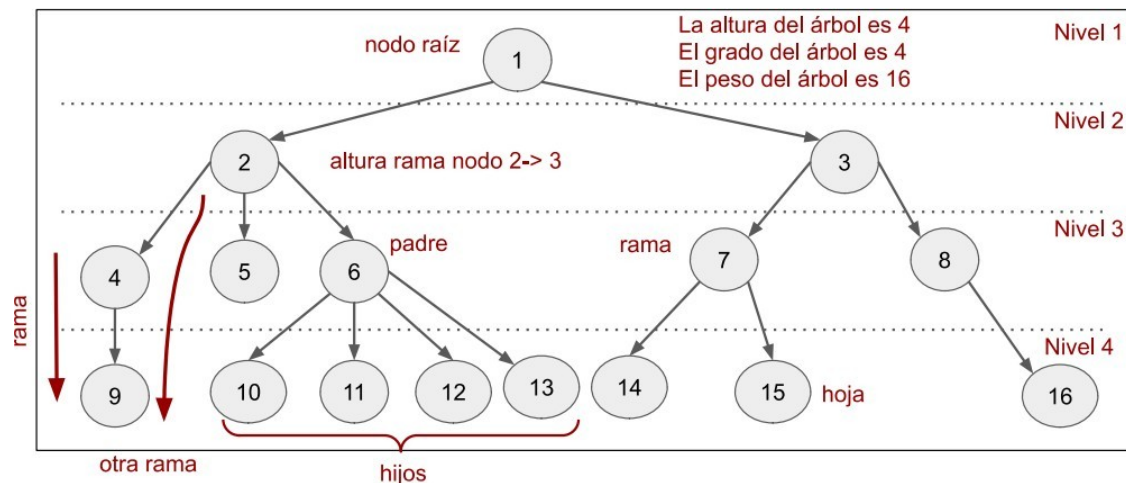 La altura del árbol es 4
El grado del árbol es 4
El peso del árbol es 16
Nivel 1
nodo raíz
1
Nivel 2
2
altura rama nodo 2-> 3
3
Nivel 3
padre
rama
4
5
6
7
8
rama
Nivel 4
9
10
11
12
13
14
15
hoja
16
otra rama
hijos